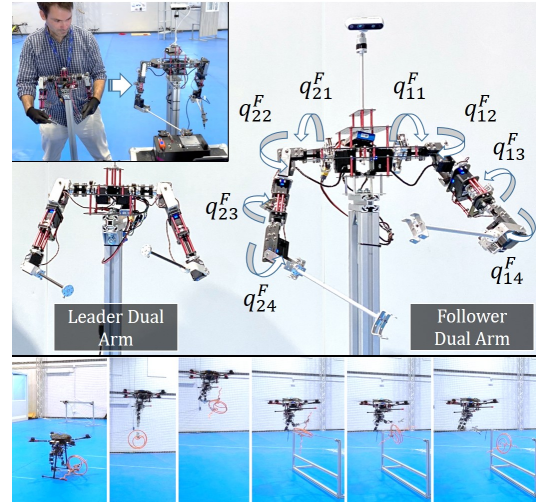 q^F_21
q^F_11
q^F_22
q^F_12
q^F_13
q^F_23
q^F_24
q^F_14
Leader Dual
Arm
Follower
Dual Arm